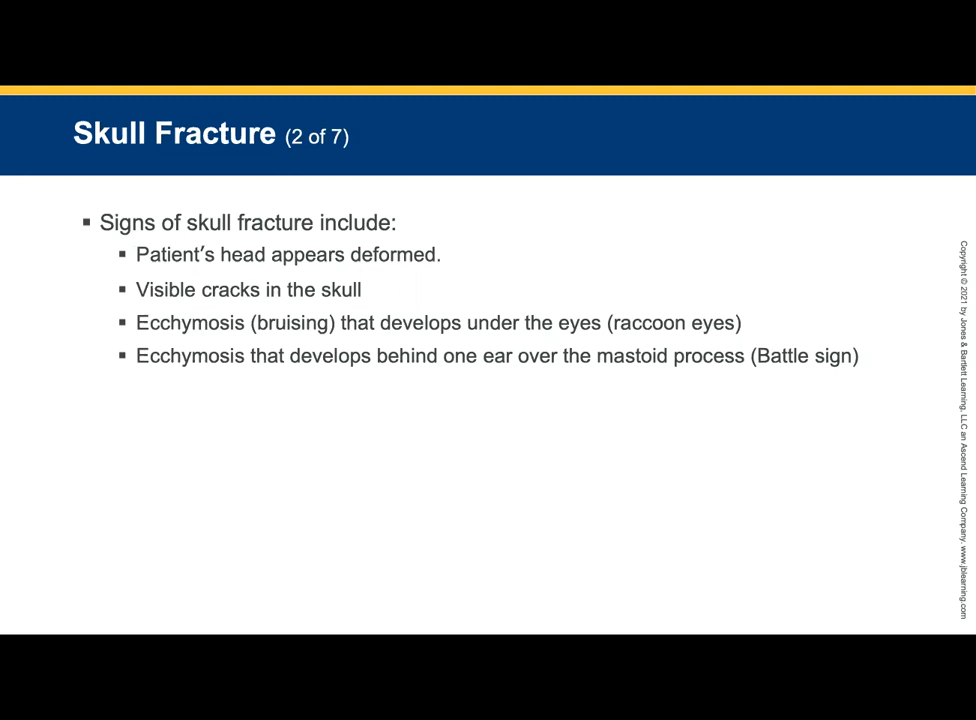 Skull Fracture (2 of 7)
▪ Signs of skull fracture include:
▪ Patient’s head appears deformed.
▪ Visible cracks in the skull
▪ Ecchymosis (bruising) that develops under the eyes (raccoon eyes)
▪ Ecchymosis that develops behind one ear over the mastoid process (Battle sign)
Copyright © 2021 by Jones & Bartlett Learning, LLC an Ascend Learning Company. www.jblearning.com